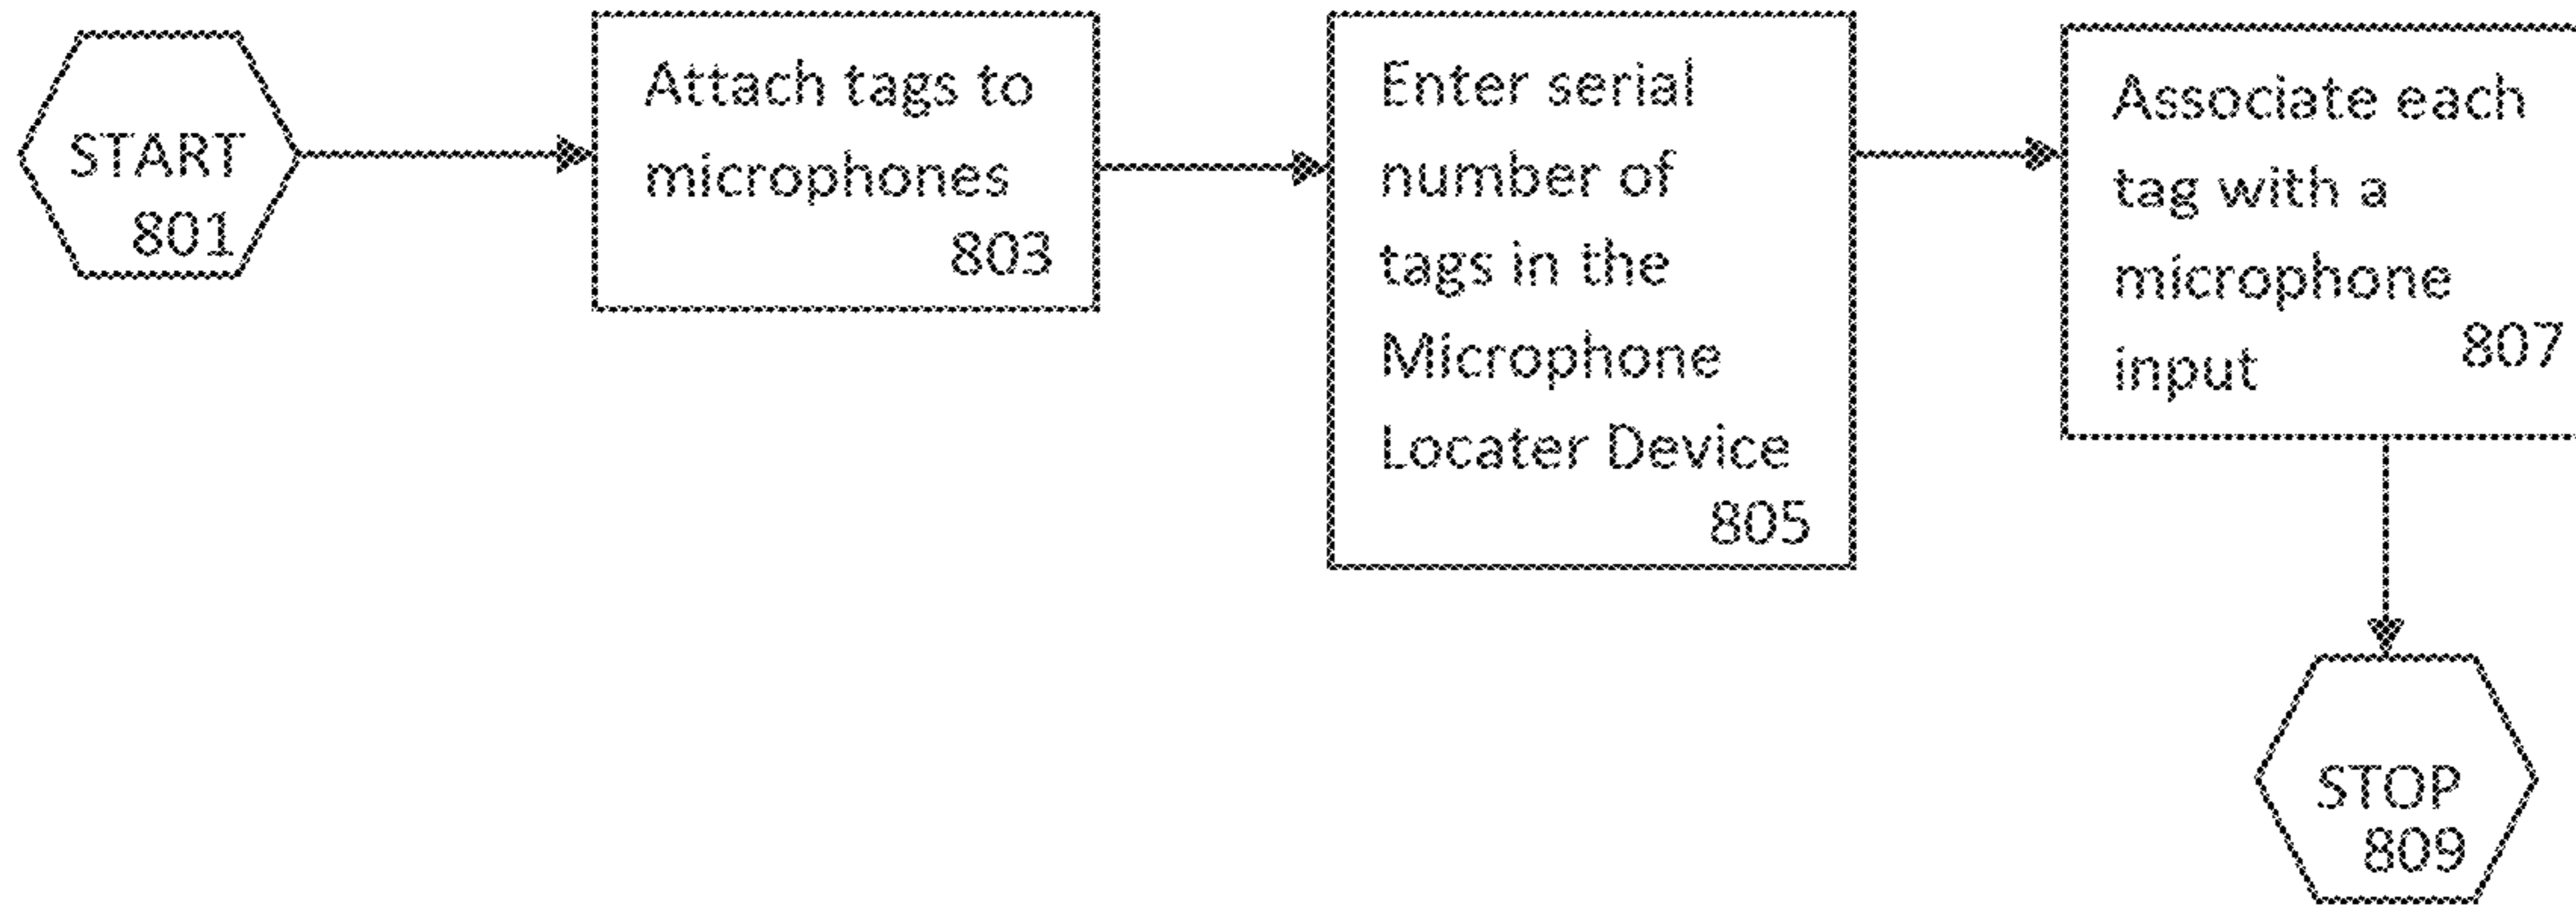 START
801
Attach tags to
microphones
803
Enter serial
number of
tags in the
Microphone
Locater Device
805
Associate each
tag with a
microphone
input
807
STOP
809